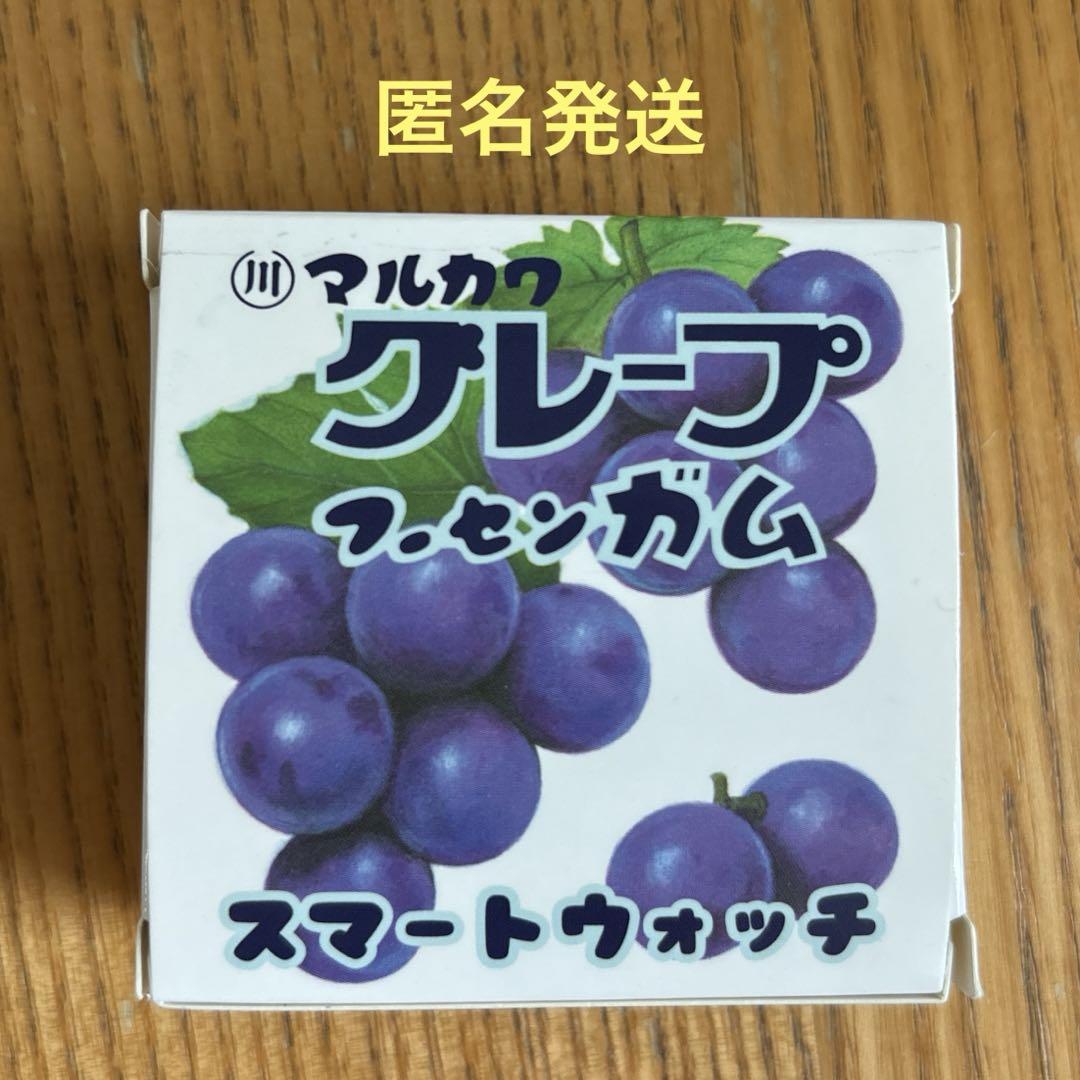 匿名発送
川 マルカワ
グレープ
フーセンガム
スマートウォッチ